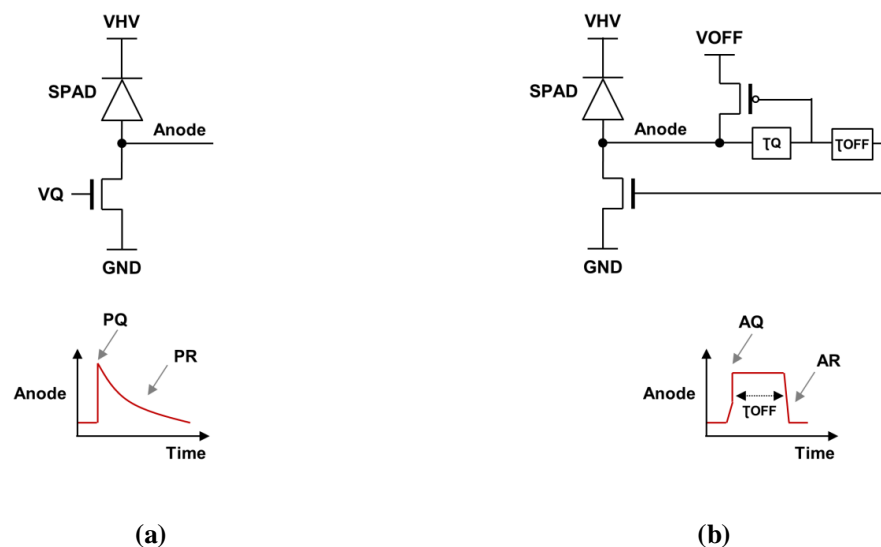 VHV
SPAD
Anode
VQ
GND
PQ
PR
Anode
Time
(a)
VHV
VOFF
SPAD
Anode
τQ
τOFF
GND
AQ
AR
Anode
τOFF
Time
(b)